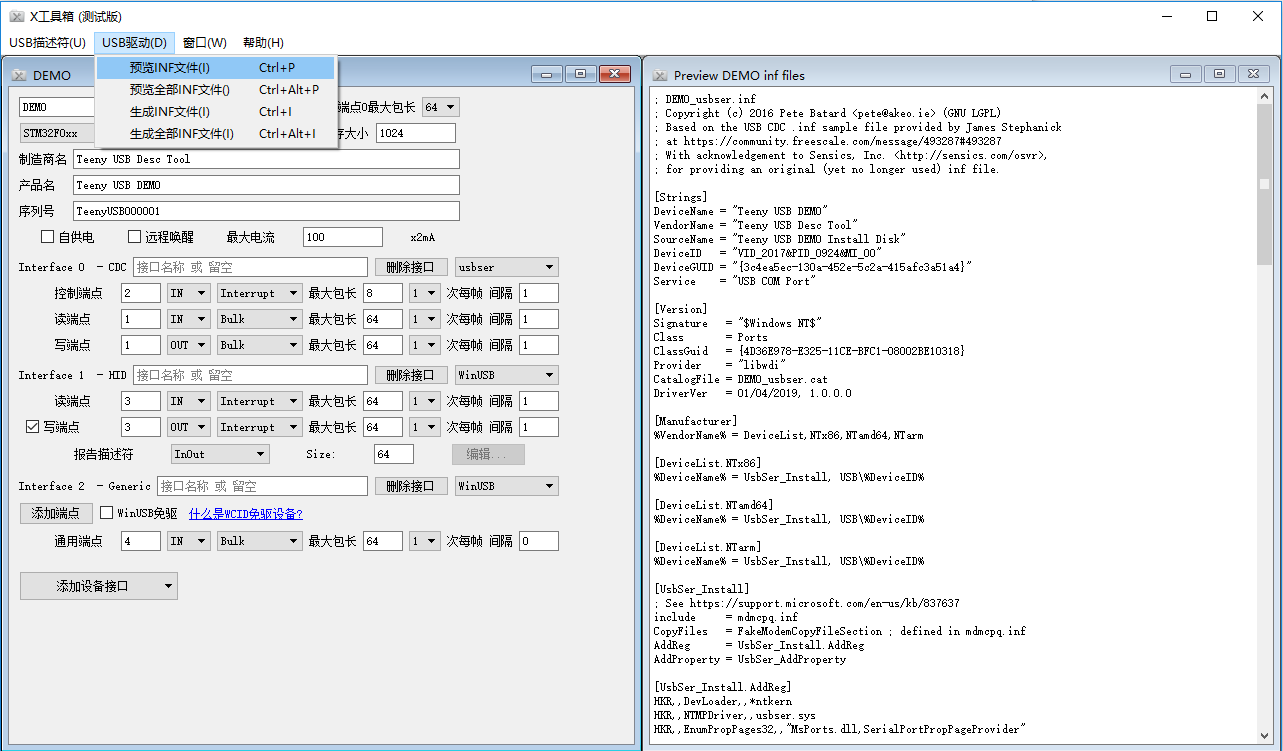 X工具箱 (测试版)
USB描述符(U) USB驱动(D) 窗口(W) 帮助(H)
预览INF文件(I) Ctrl+P
预览全部INF文件() Ctrl+Alt+P
生成INF文件(I) Ctrl+I
生成全部INF文件(I) Ctrl+Alt+I
DEMO
DEMO 端点0最大包长 64
STM32F0xx 存大小 1024
制造商名 Teeny USB Desc Tool
产品名 Teeny USB DEMO
序列号 TeenyUSB000001
自供电 远程唤醒 最大电流 100 x2mA
Interface 0 - CDC 接口名称 或 留空 删除接口 usbser
控制端点 2 IN Interrupt 最大包长 8 1 次每帧 间隔 1
读端点 1 IN Bulk 最大包长 64 1 次每帧 间隔 1
写端点 1 OUT Bulk 最大包长 64 1 次每帧 间隔 1
Interface 1 - HID 接口名称 或 留空 删除接口 WinUSB
读端点 3 IN Interrupt 最大包长 64 1 次每帧 间隔 1
写端点 3 OUT Interrupt 最大包长 64 1 次每帧 间隔 1
报告描述符 InOut Size: 64 编辑...
Interface 2 - Generic 接口名称 或 留空 删除接口 WinUSB
添加端点 WinUSB免驱 什么是WCID免驱设备?
通用端点 4 IN Bulk 最大包长 64 1 次每帧 间隔 0
添加设备接口
Preview DEMO inf files
; DEMO_usbser.inf
; Copyright (c) 2016 Pete Batard <pete@akeo.ie> (GNU LGPL)
; Based on the USB CDC .inf sample file provided by James Stephanick
; at https://community.freescale.com/message/493287#493287
; With acknowledgement to Sensics, Inc. <http://sensics.com/osvr>,
; for providing an original (yet no longer used) inf file.
[Strings]
DeviceName = "Teeny USB DEMO"
VendorName = "Teeny USB Desc Tool"
SourceName = "Teeny USB DEMO Install Disk"
DeviceID = "VID_2017&PID_0924&MI_00"
DeviceGUID = "{3c4ea5ec-130a-452e-5c2a-415afc3a51a4}"
Service = "USB COM Port"
[Version]
Signature = "$Windows NT$"
Class = Ports
ClassGuid = {4D36E978-E325-11CE-BFC1-08002BE10318}
Provider = "libwdi"
CatalogFile = DEMO_usbser.cat
DriverVer = 01/04/2019, 1.0.0.0
[Manufacturer]
%VendorName% = DeviceList,NTx86,NTamd64,NTarm
[DeviceList.NTx86]
%DeviceName% = UsbSer_Install, USB\%DeviceID%
[DeviceList.NTamd64]
%DeviceName% = UsbSer_Install, USB\%DeviceID%
[DeviceList.NTarm]
%DeviceName% = UsbSer_Install, USB\%DeviceID%
[UsbSer_Install]
; See https://support.microsoft.com/en-us/kb/837637
include = mdmcpq.inf
CopyFiles = FakeModemCopyFileSection ; defined in mdmcpq.inf
AddReg = UsbSer_Install.AddReg
AddProperty = UsbSer_AddProperty
[UsbSer_Install.AddReg]
HKR,,DevLoader,,*ntkern
HKR,,NTMPDriver,,usbser.sys
HKR,,EnumPropPages32,,"MsPorts.dll,SerialPortPropPageProvider"